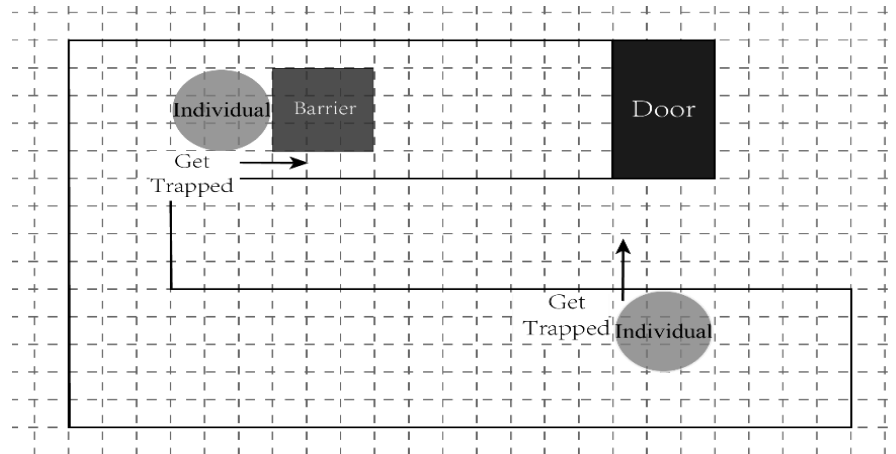 Individual
Barrier
Door
Get
Trapped
Get
Trapped
Individual